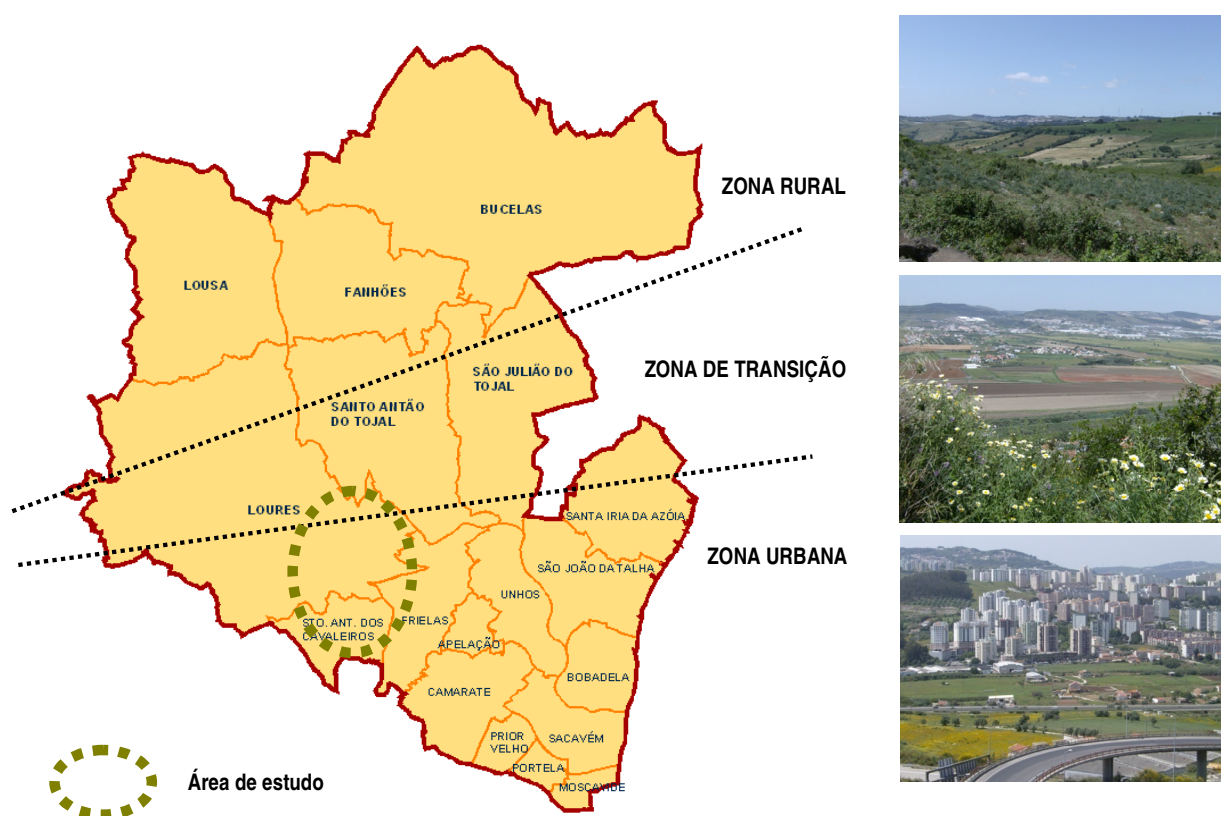 ZONA RURAL
BUCELAS
LOUSA
FANHÕES
ZONA DE TRANSIÇÃO
SÃO JULIÃO DO
TOJAL
SANTO ANTÃO
DO TOJAL
LOURES
SANTA IRIA DA AZÓIA
ZONA URBANA
SÃO JOÃO DA TALHA
UNHOS
STO. ANT. DOS
CAVALEIROS
FRIELAS
APELAÇÃO
BOBADELA
CAMARATE
PRIOR
VELHO
SACAVÉM
PORTELA
MOSCAVIDE
Área de estudo